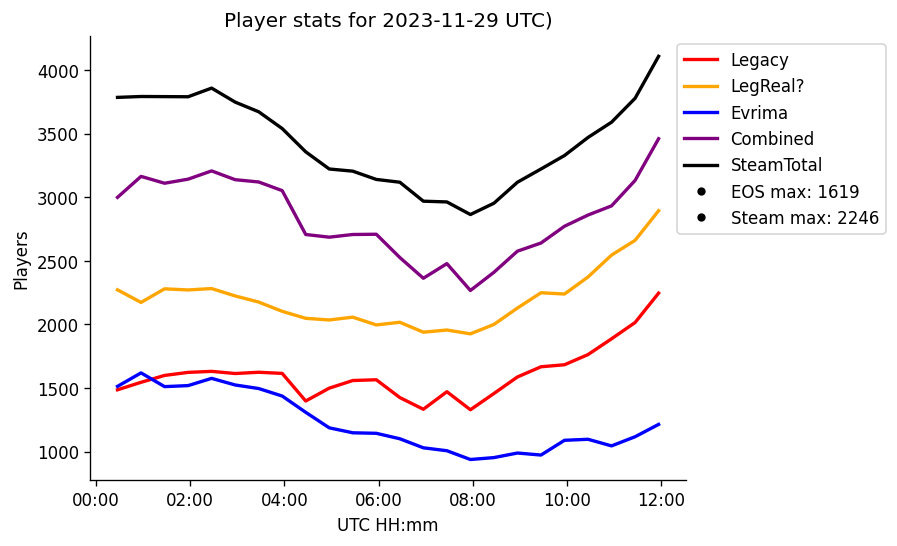 Player stats for 2023-11-29 UTC)
Legacy
LegReal?
Evrima
Combined
SteamTotal
EOS max: 1619
Steam max: 2246
4000
3500
3000
2500
2000
1500
1000
Players
00:00 02:00 04:00 06:00 08:00 10:00 12:00
UTC HH:mm